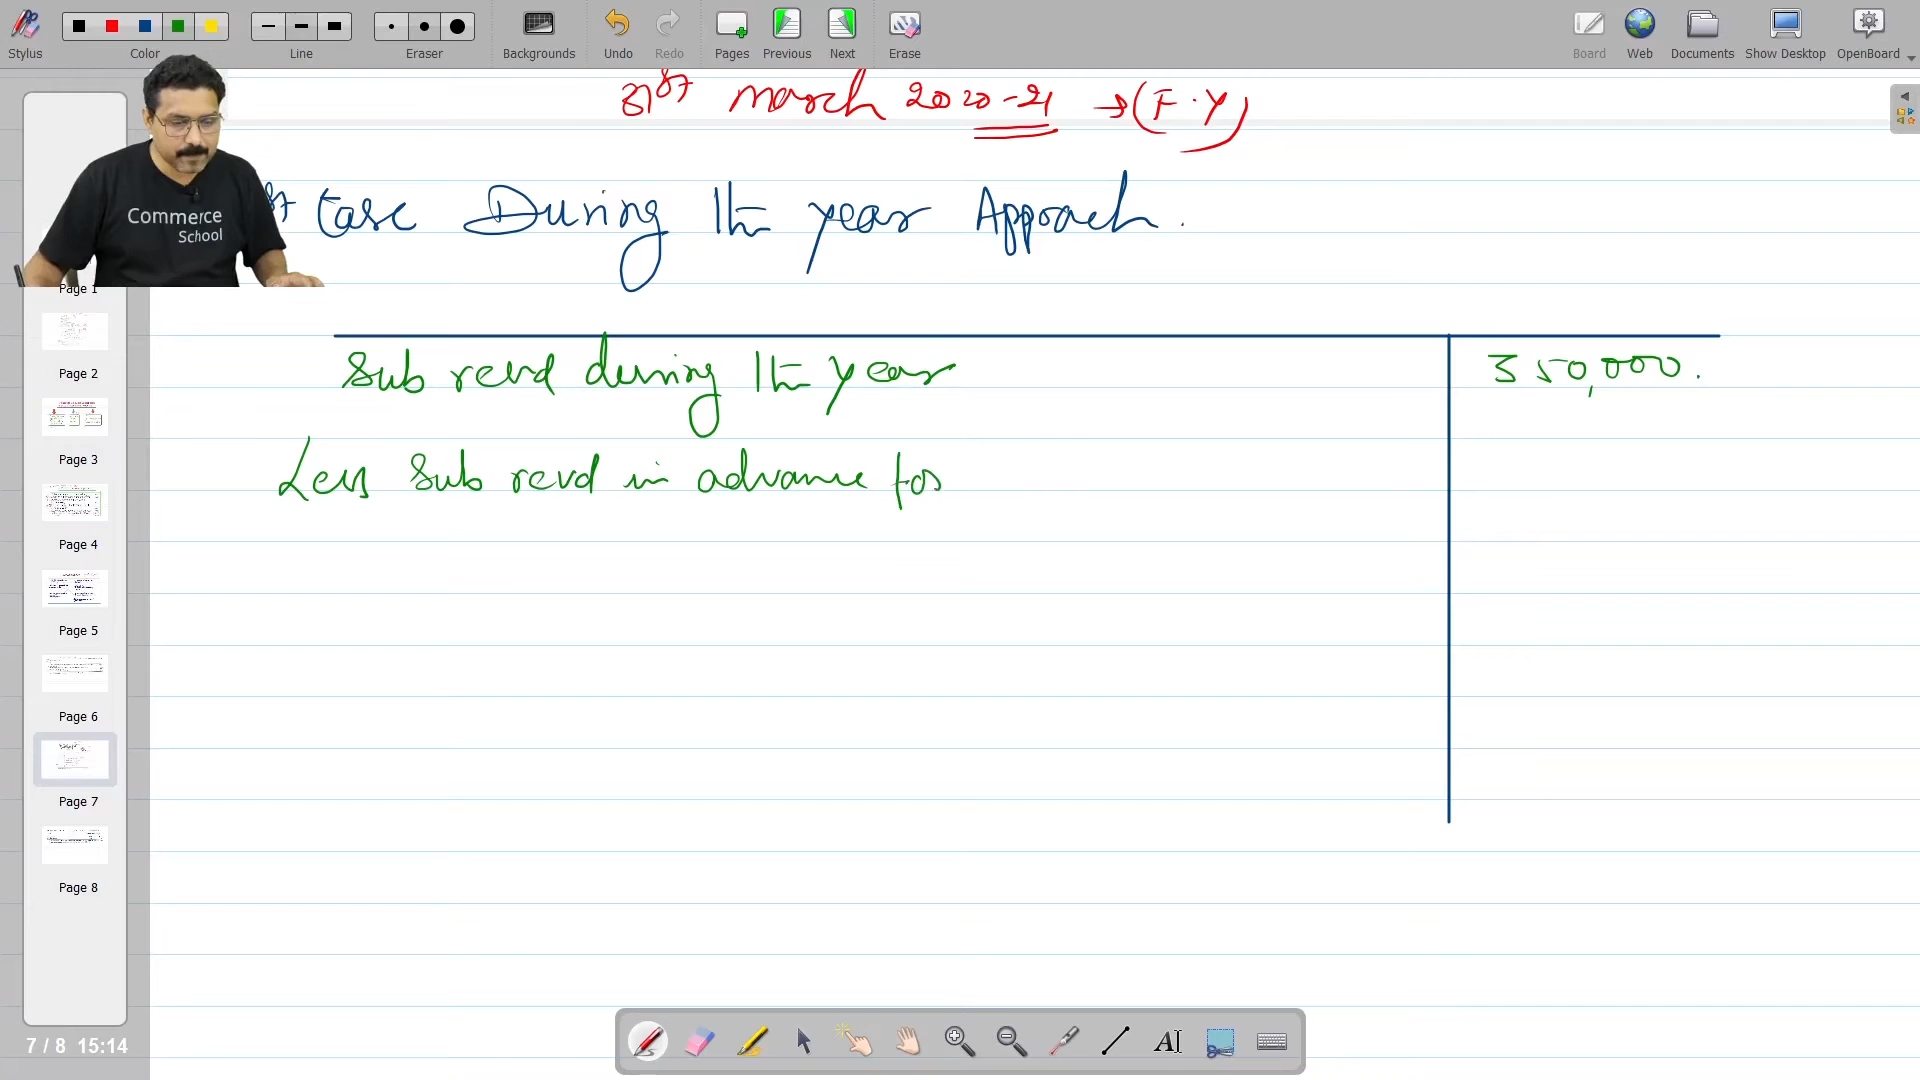 Stylus Color Line Eraser Backgrounds Undo Redo Pages Previous Next Erase Board Web Documents Show Desktop OpenBoard
31st March 2020-21 → (F.Y)
Commerce
School
st Case During the year Approach.
Sub recvd during the year 350,000.
Less Sub recvd in advance for
Page 1
Page 2
Page 3
Page 4
Page 5
Page 6
Page 7
Page 8
7 / 8 15:14